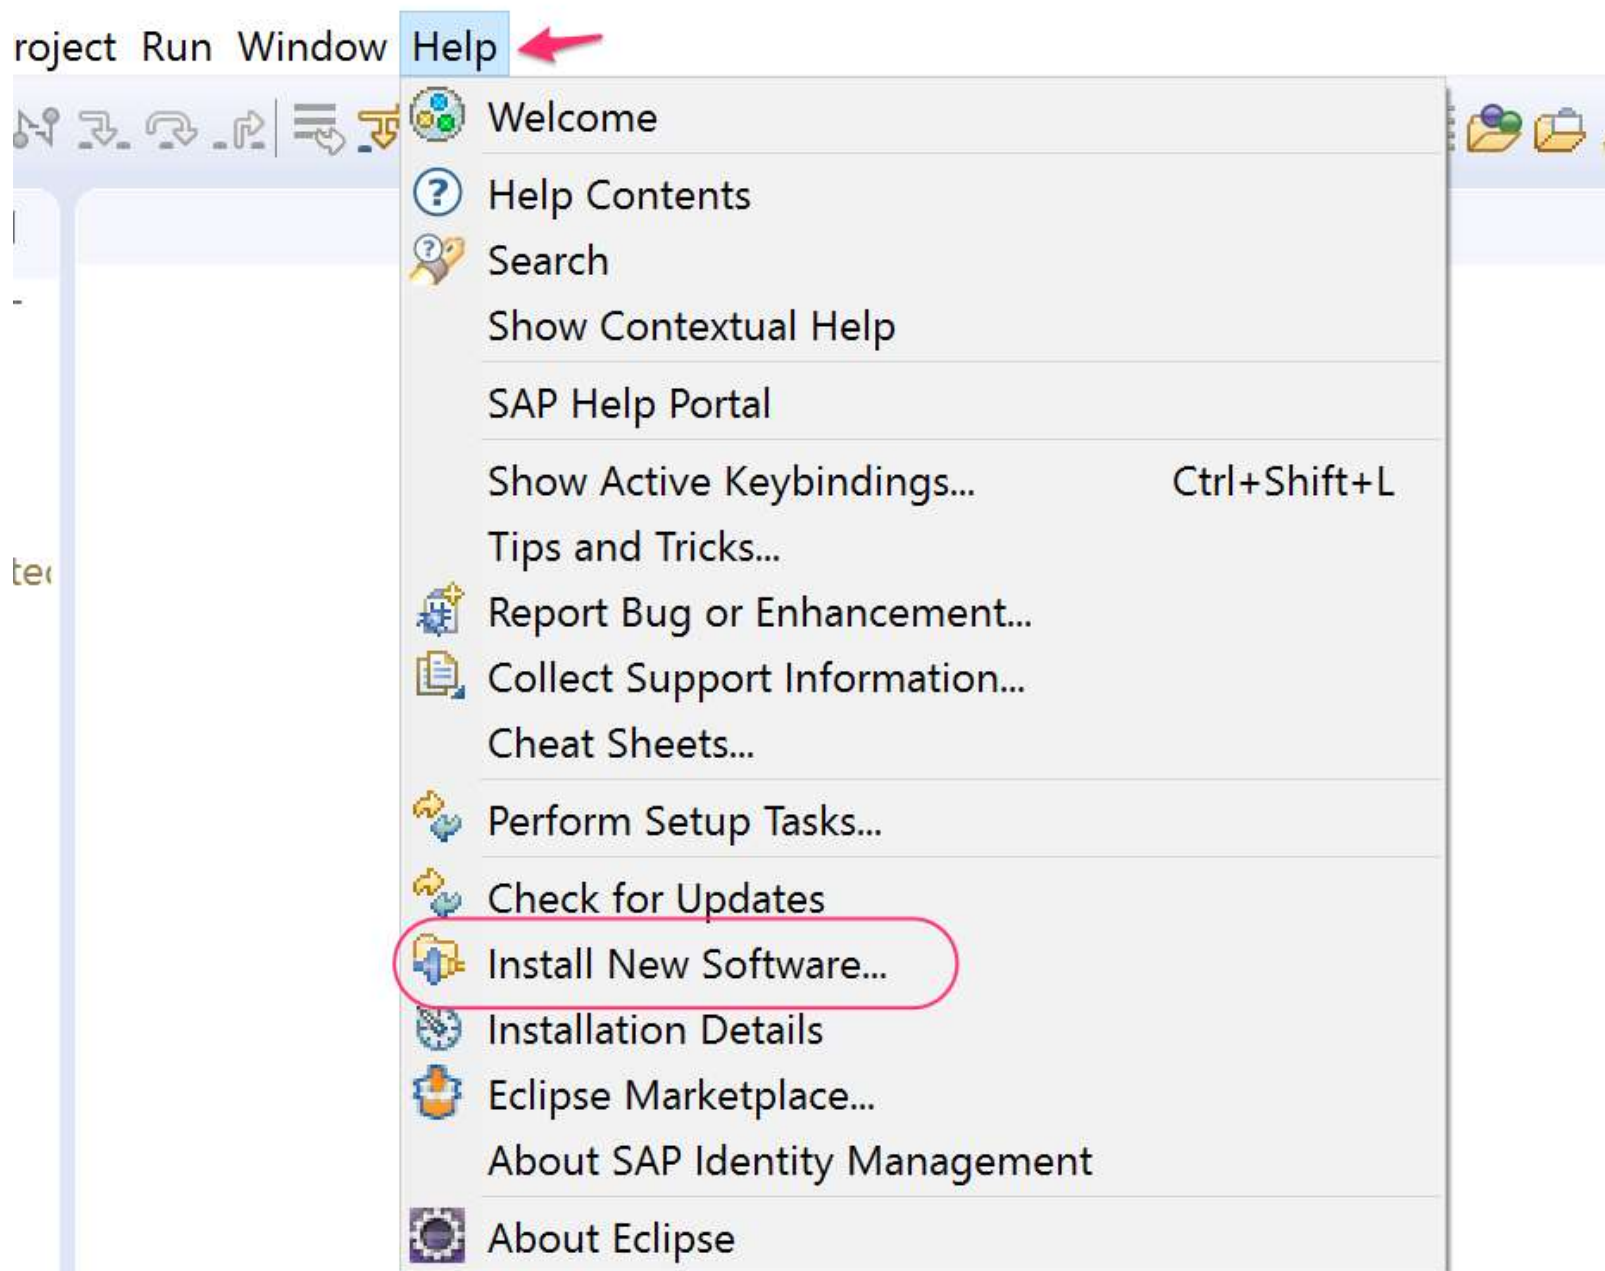 roject Run Window Help
Welcome
Help Contents
Search
Show Contextual Help
SAP Help Portal
Show Active Keybindings... Ctrl+Shift+L
Tips and Tricks...
Report Bug or Enhancement...
Collect Support Information...
Cheat Sheets...
Perform Setup Tasks...
Check for Updates
Install New Software...
Installation Details
Eclipse Marketplace...
About SAP Identity Management
About Eclipse